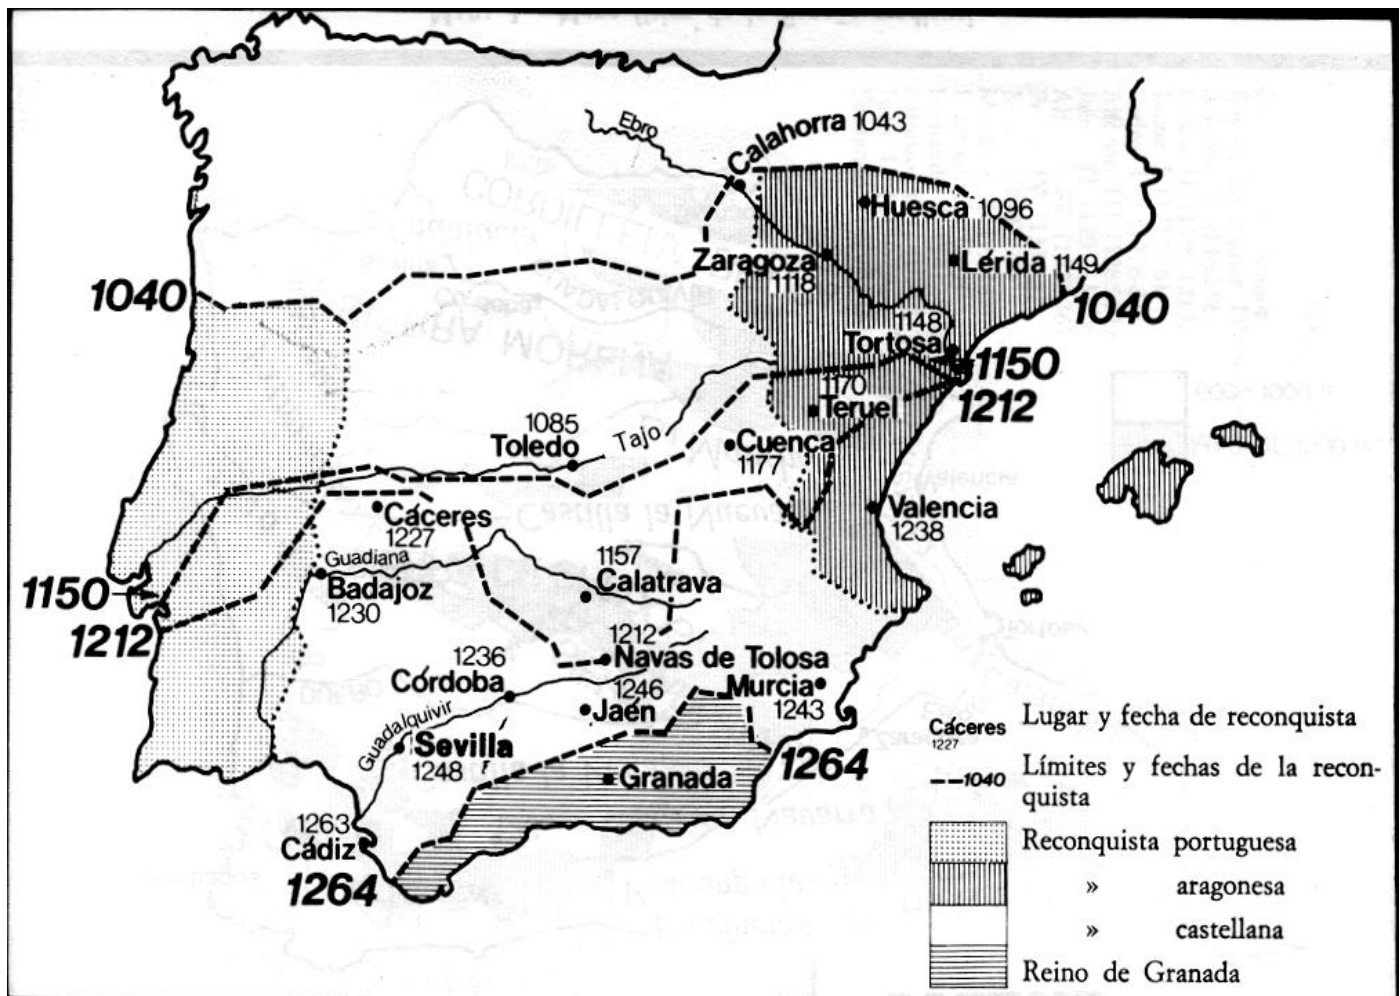 Ebro
Calahorra 1043
Huesca 1096
Zaragoza
1118
Lérida 1149
1040
1040
1148
Tortosa
1150
1212
1170
Teruel
1085
Toledo
Tajo
Cuenca
1177
Cáceres
1227
Valencia
1238
Guadiana
1157
Calatrava
Badajoz
1230
1150
1212
1212
Navas de Tolosa
1236
Córdoba
1246
Jaén
Murcia
1243
Guadalquivir
Sevilla
1248
1264
Granada
1263
Cádiz
1264
Cáceres
1227
Lugar y fecha de reconquista
1040
Límites y fechas de la recon-
quista
Reconquista portuguesa
» aragonesa
» castellana
Reino de Granada